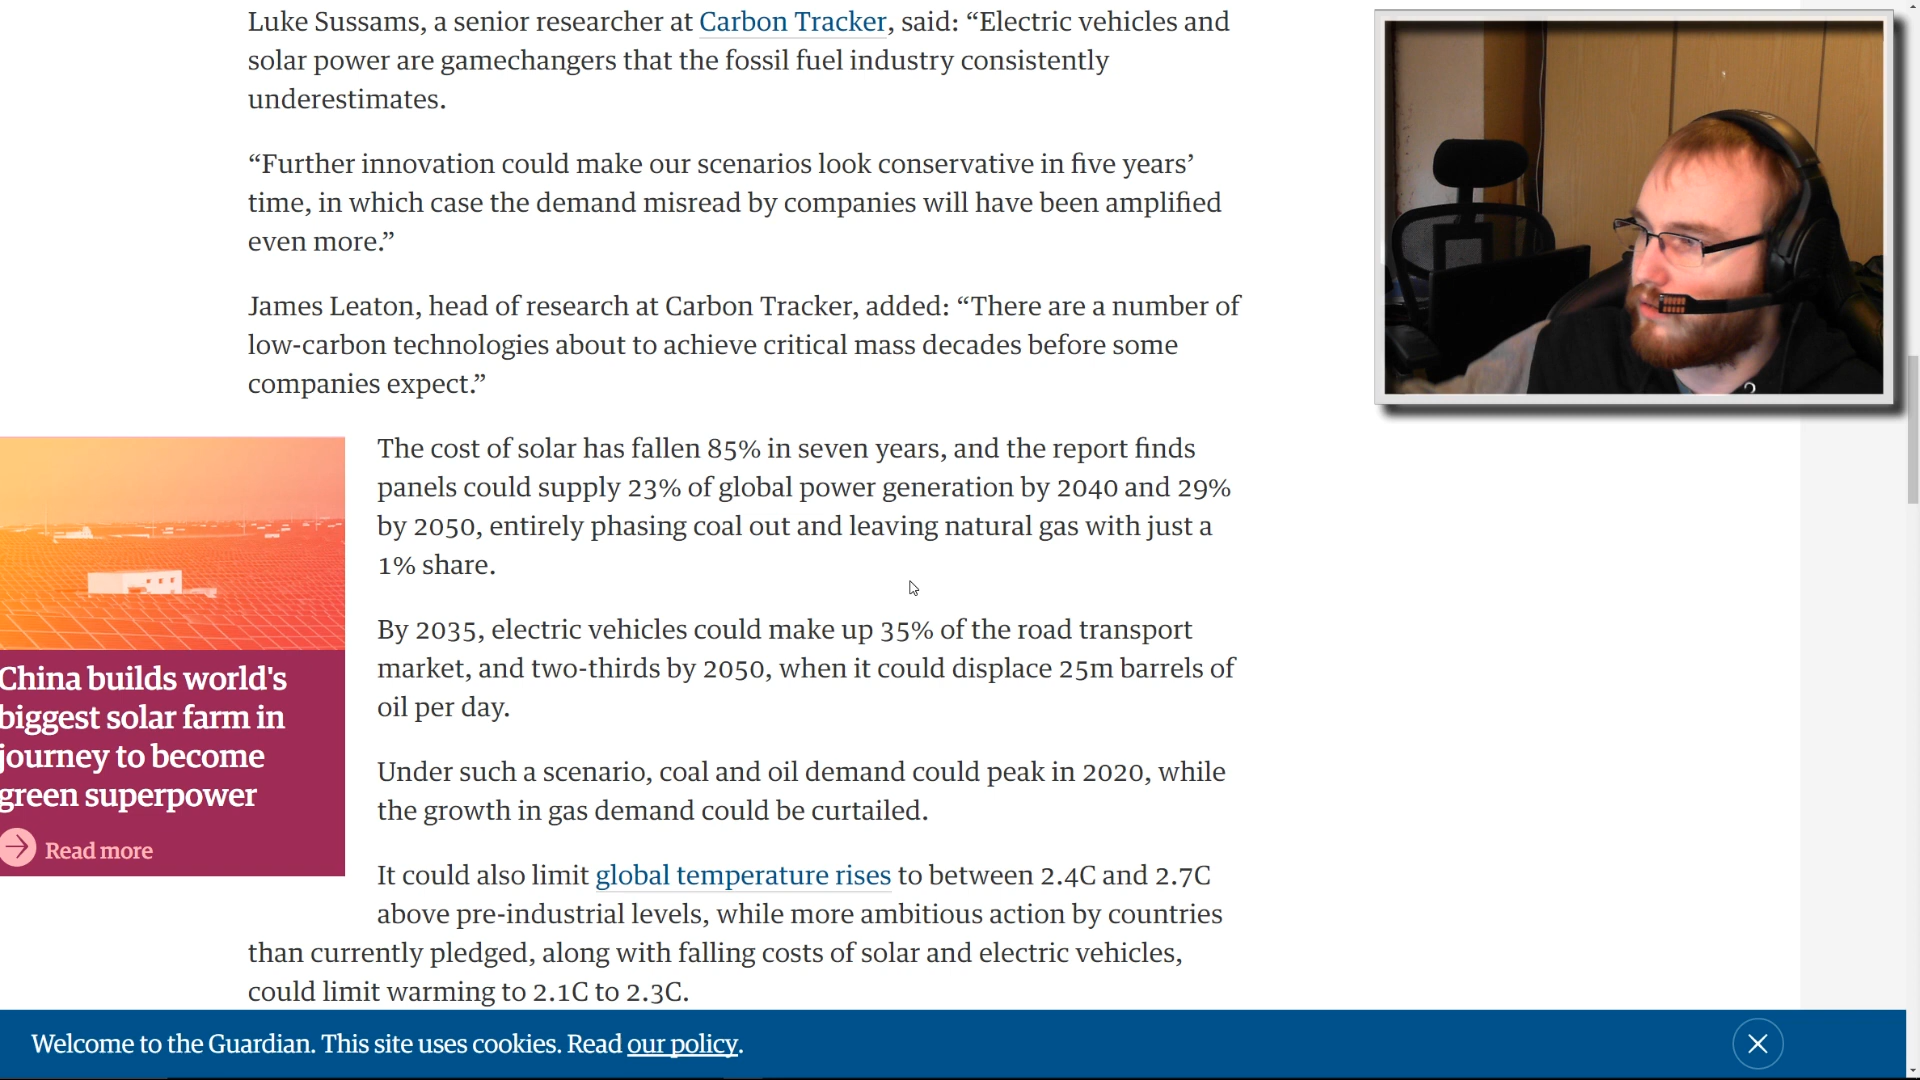 Luke Sussams, a senior researcher at Carbon Tracker, said: “Electric vehicles and
solar power are gamechangers that the fossil fuel industry consistently
underestimates.
“Further innovation could make our scenarios look conservative in five years’
time, in which case the demand misread by companies will have been amplified
even more.”
James Leaton, head of research at Carbon Tracker, added: “There are a number of
low-carbon technologies about to achieve critical mass decades before some
companies expect.”
The cost of solar has fallen 85% in seven years, and the report finds
panels could supply 23% of global power generation by 2040 and 29%
by 2050, entirely phasing coal out and leaving natural gas with just a
1% share.
By 2035, electric vehicles could make up 35% of the road transport
market, and two-thirds by 2050, when it could displace 25m barrels of
oil per day.
Under such a scenario, coal and oil demand could peak in 2020, while
the growth in gas demand could be curtailed.
It could also limit global temperature rises to between 2.4C and 2.7C
above pre-industrial levels, while more ambitious action by countries
than currently pledged, along with falling costs of solar and electric vehicles,
could limit warming to 2.1C to 2.3C.
China builds world's
biggest solar farm in
journey to become
green superpower
Read more
Welcome to the Guardian. This site uses cookies. Read our policy.